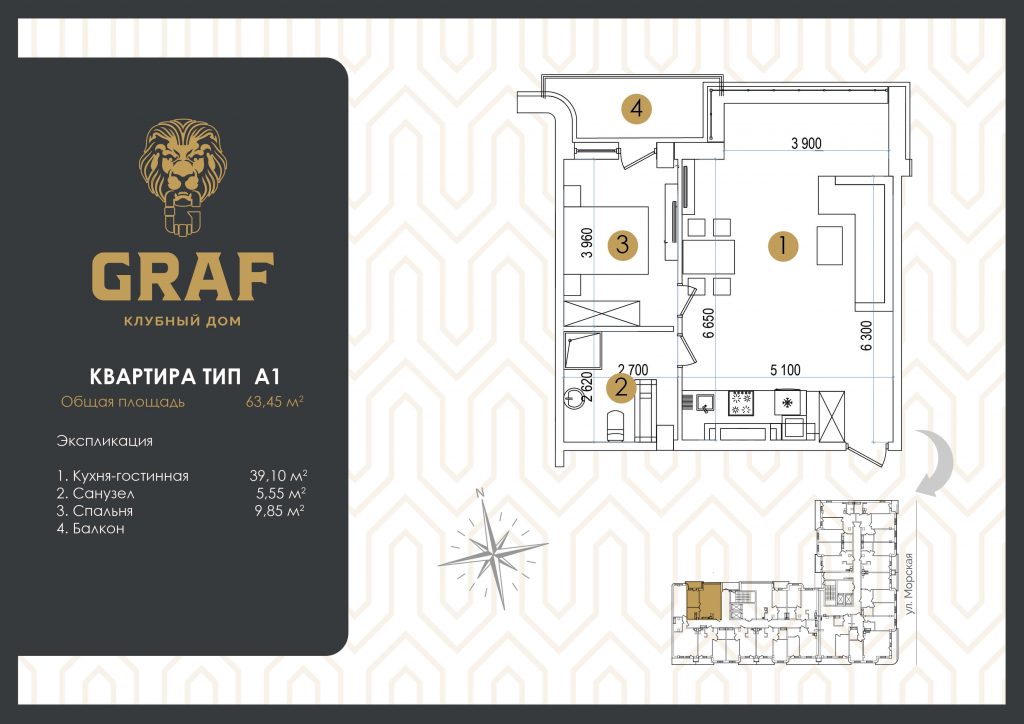 GRAF
КЛУБНЫЙ ДОМ
КВАРТИРА ТИП А1
Общая площадь 63,45 м²
Экспликация
1. Кухня-гостинная 39,10 м²
2. Санузел 5,55 м²
3. Спальня 9,85 м²
4. Балкон
4
3 900
3 960
3
1
6 650
6 300
2 700
5 100
2 620
2
N
ул. Морская